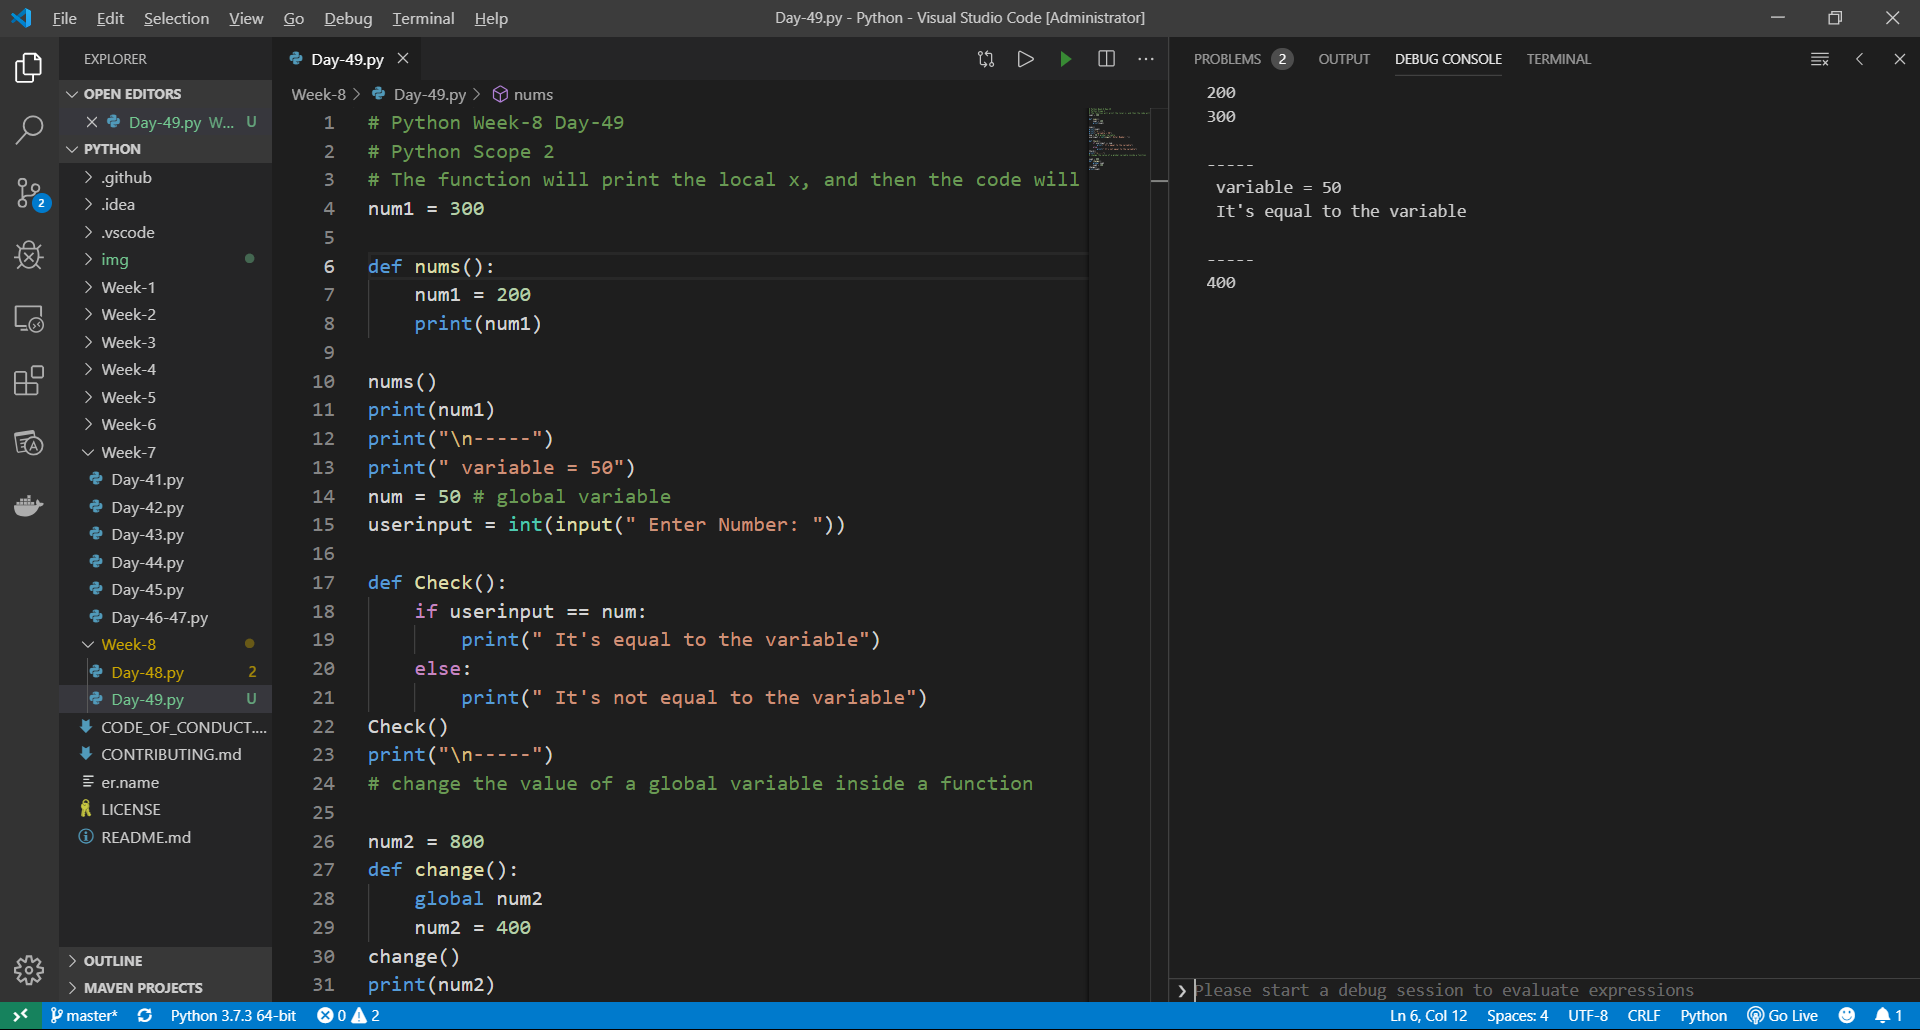 File Edit Selection View Go Debug Terminal Help
Day-49.py - Python - Visual Studio Code [Administrator]
EXPLORER
OPEN EDITORS
Day-49.py W... U
PYTHON
.github
.idea
.vscode
img
Week-1
Week-2
Week-3
Week-4
Week-5
Week-6
Week-7
Day-41.py
Day-42.py
Day-43.py
Day-44.py
Day-45.py
Day-46-47.py
Week-8
Day-48.py 2
Day-49.py U
CODE_OF_CONDUCT....
CONTRIBUTING.md
er.name
LICENSE
README.md
OUTLINE
MAVEN PROJECTS
2
Day-49.py
Week-8 > Day-49.py > nums
1 # Python Week-8 Day-49
2 # Python Scope 2
3 # The function will print the local x, and then the code will
4 num1 = 300
5
6 def nums():
7     num1 = 200
8     print(num1)
9
10 nums()
11 print(num1)
12 print("\n-----")
13 print(" variable = 50")
14 num = 50 # global variable
15 userinput = int(input(" Enter Number: "))
16
17 def Check():
18     if userinput == num:
19         print(" It's equal to the variable")
20     else:
21         print(" It's not equal to the variable")
22 Check()
23 print("\n-----")
24 # change the value of a global variable inside a function
25
26 num2 = 800
27 def change():
28     global num2
29     num2 = 400
30 change()
31 print(num2)
PROBLEMS 2 OUTPUT DEBUG CONSOLE TERMINAL
200
300
-----
variable = 50
It's equal to the variable
-----
400
Please start a debug session to evaluate expressions
master* Python 3.7.3 64-bit 0 2
Ln 6, Col 12 Spaces: 4 UTF-8 CRLF Python Go Live 1